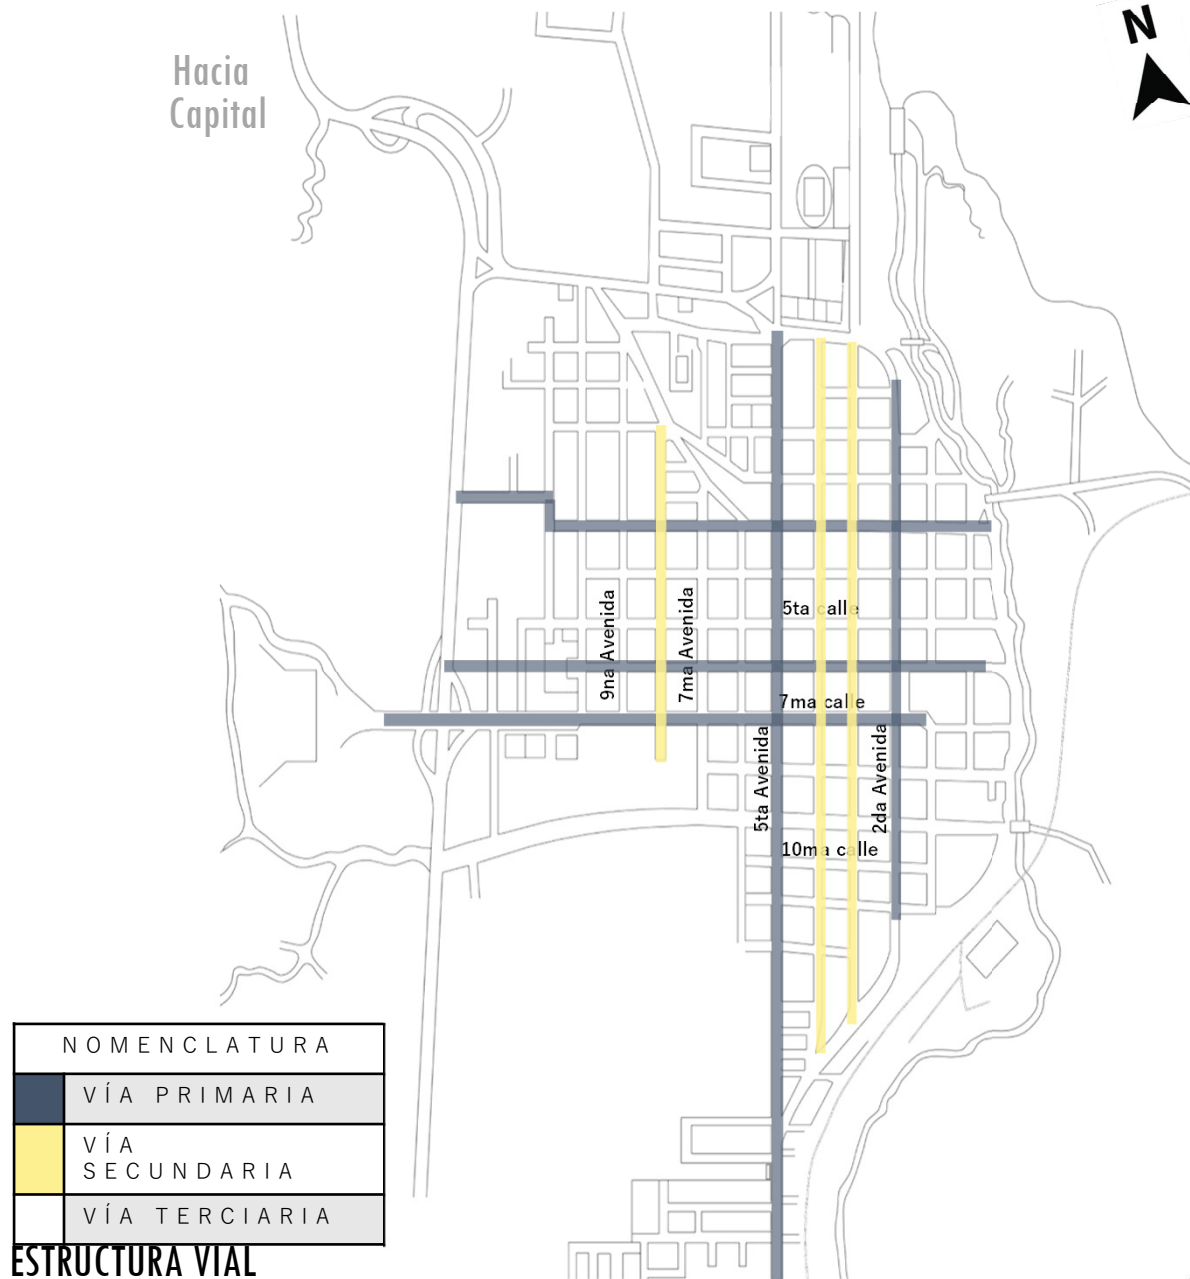 N
Hacia
Capital
5ta calle
9na Avenida
7ma Avenida
7ma calle
5ta Avenida
2da Avenida
10ma calle
NOMENCLATURA
VÍA PRIMARIA
VÍA
SECUNDARIA
VÍA TERCIARIA
ESTRUCTURA VIAL